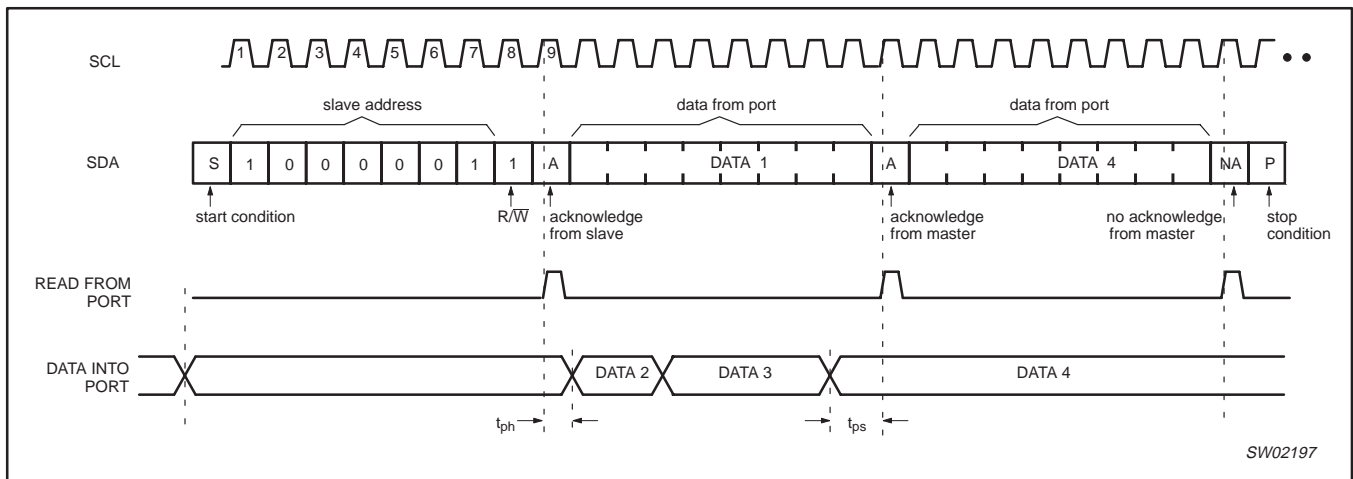 SCL
1 2 3 4 5 6 7 8 9
slave address
data from port
data from port
SDA
S 1 0 0 0 0 0 1 1 A DATA 1 A DATA 4 NA P
start condition
R/W̅
acknowledge
from slave
acknowledge
from master
no acknowledge
from master
stop
condition
READ FROM
PORT
DATA INTO
PORT
DATA 2
DATA 3
DATA 4
tph
tps
SW02197